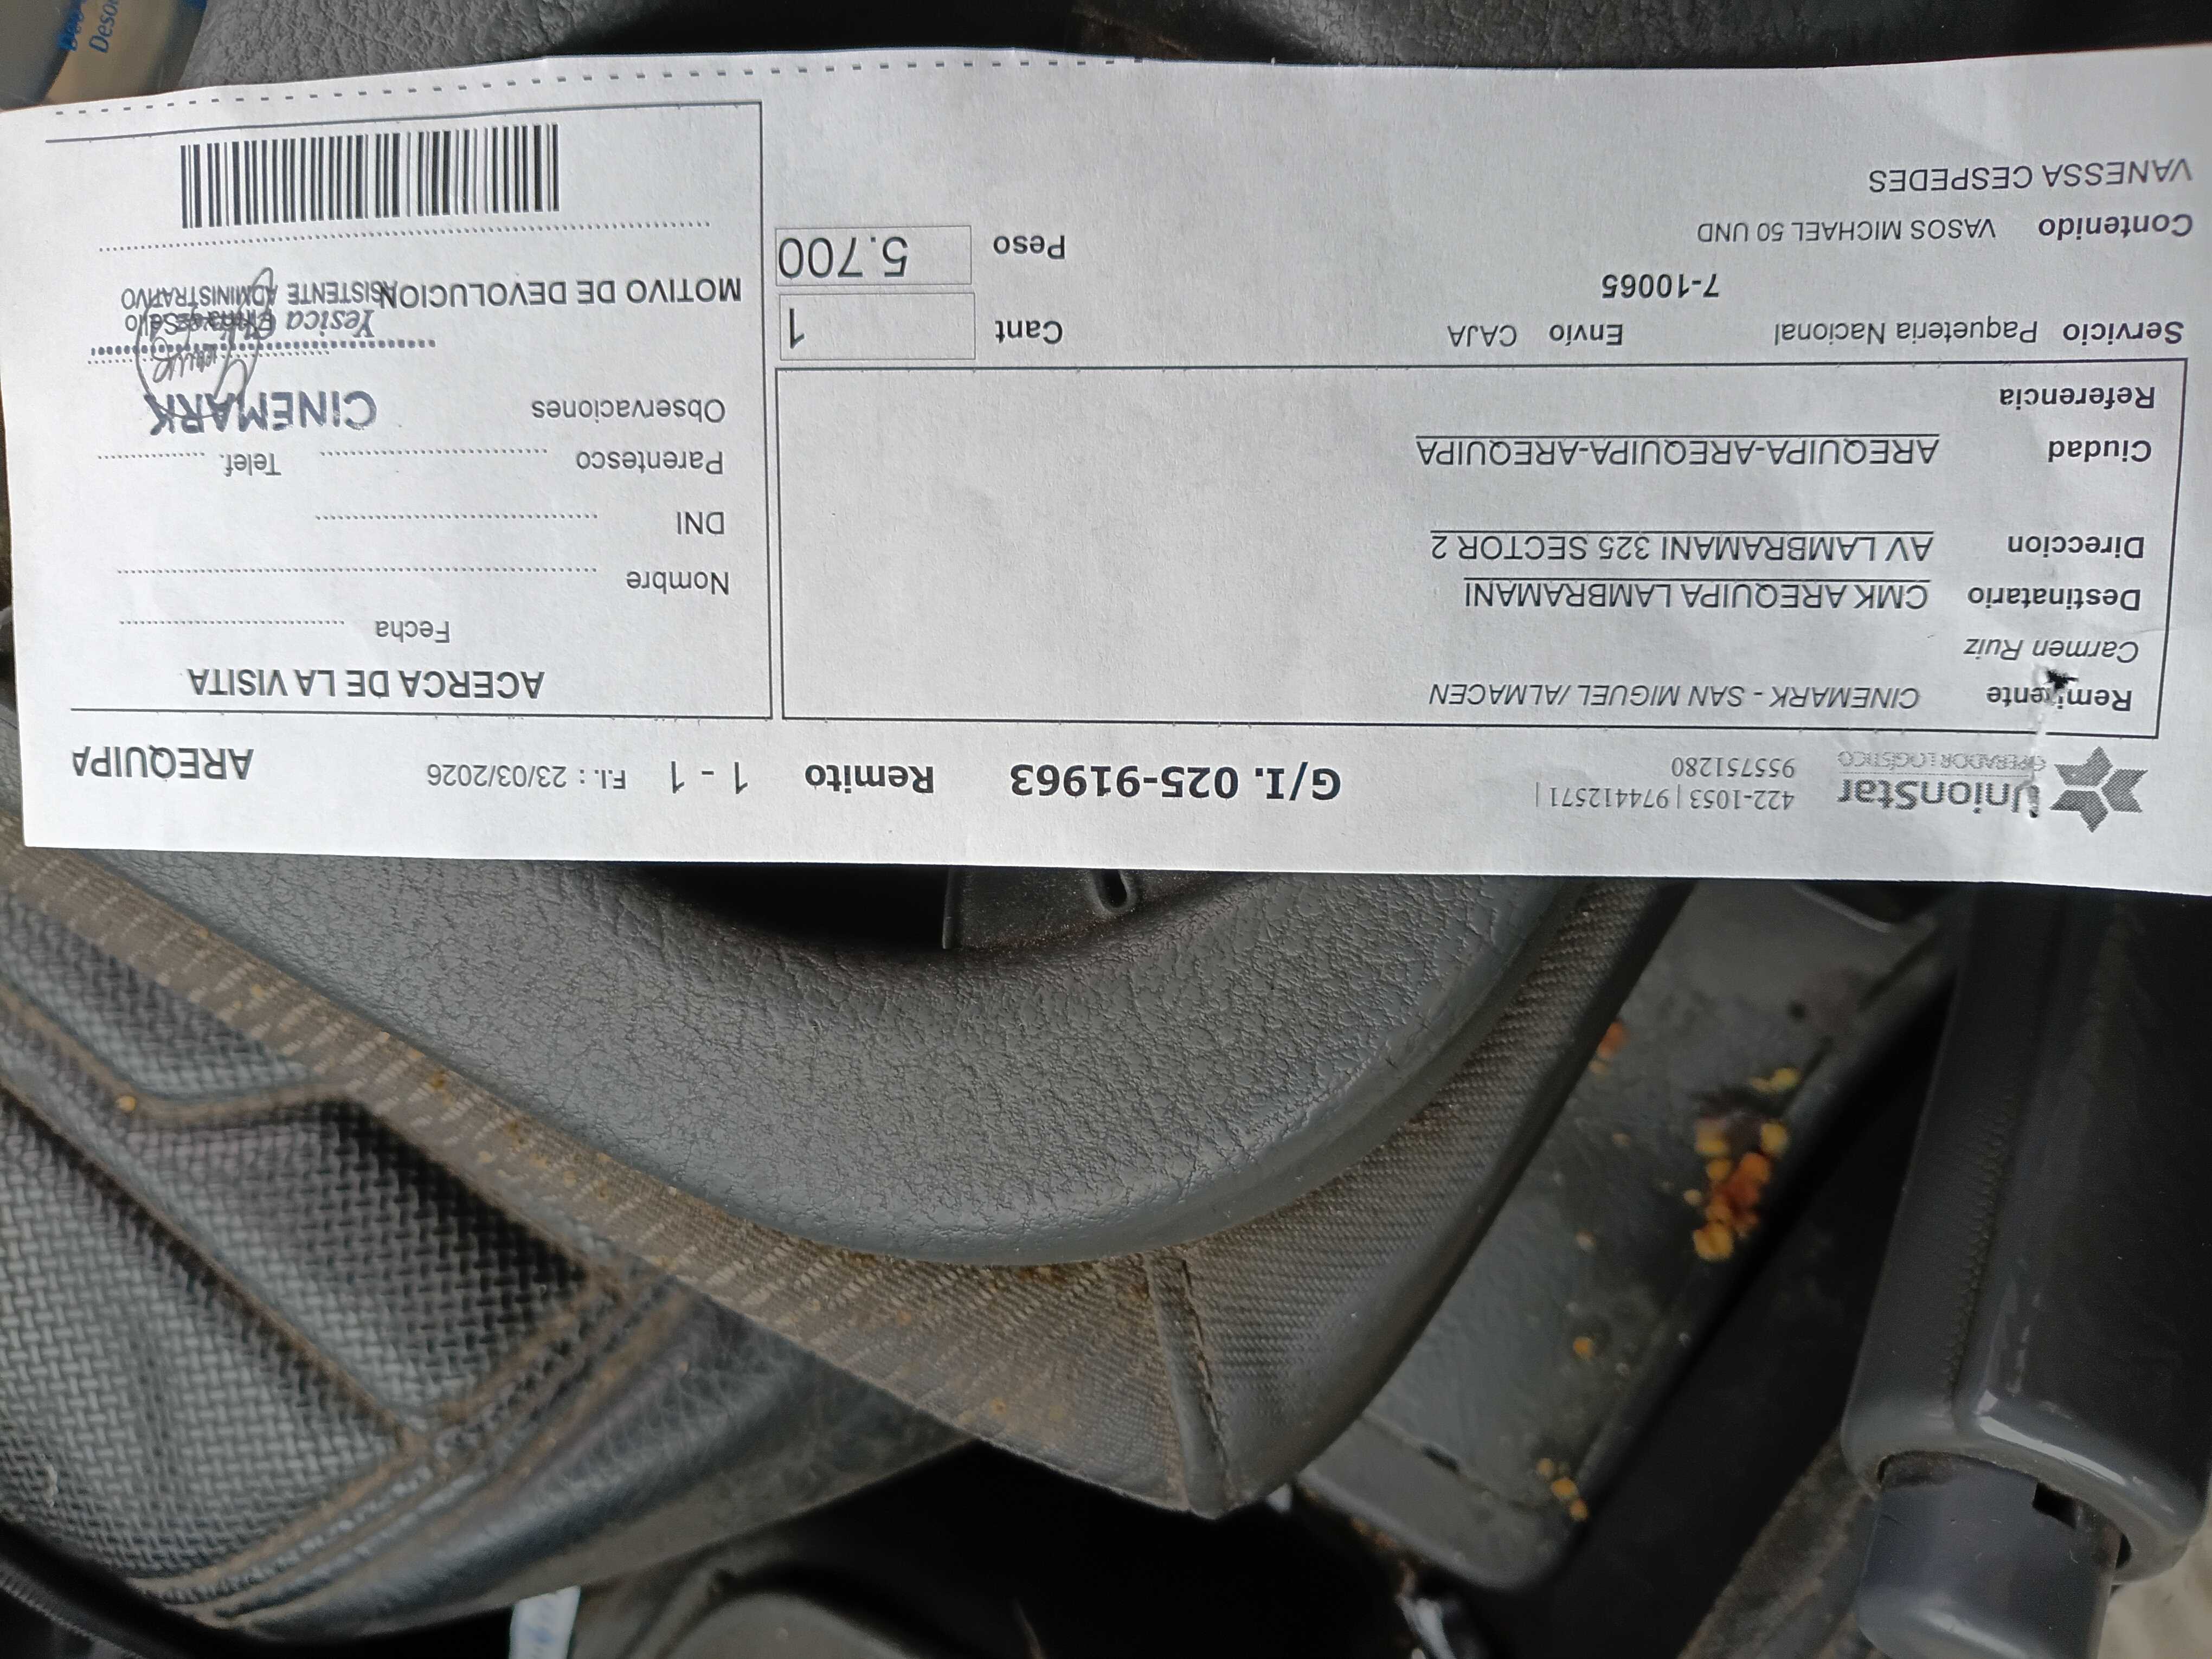 UnionStar
OPERADOR LOGÍSTICO
422-1053 | 974412571 |
955751280
G/I. 025-91963
Remito 1 - 1
F.I. : 23/03/2026
AREQUIPA
Remitente CINEMARK - SAN MIGUEL /ALMACEN
Carmen Ruiz
Destinatario CMK AREQUIPA LAMBRAMANI
Direccion AV LAMBRAMANI 325 SECTOR 2
Ciudad AREQUIPA-AREQUIPA-AREQUIPA
Referencia
Servicio Paqueteria Nacional Envío CAJA
7-10065
Contenido VASOS MICHAEL 50 UND
VANESSA CESPEDES
Cant 1
Peso 5.700
ACERCA DE LA VISITA
Fecha
Nombre
DNI
Parentesco Telef.
Observaciones
CINEMARK
Yesica
ASISTENTE ADMINISTRATIVO
MOTIVO DE DEVOLUCION